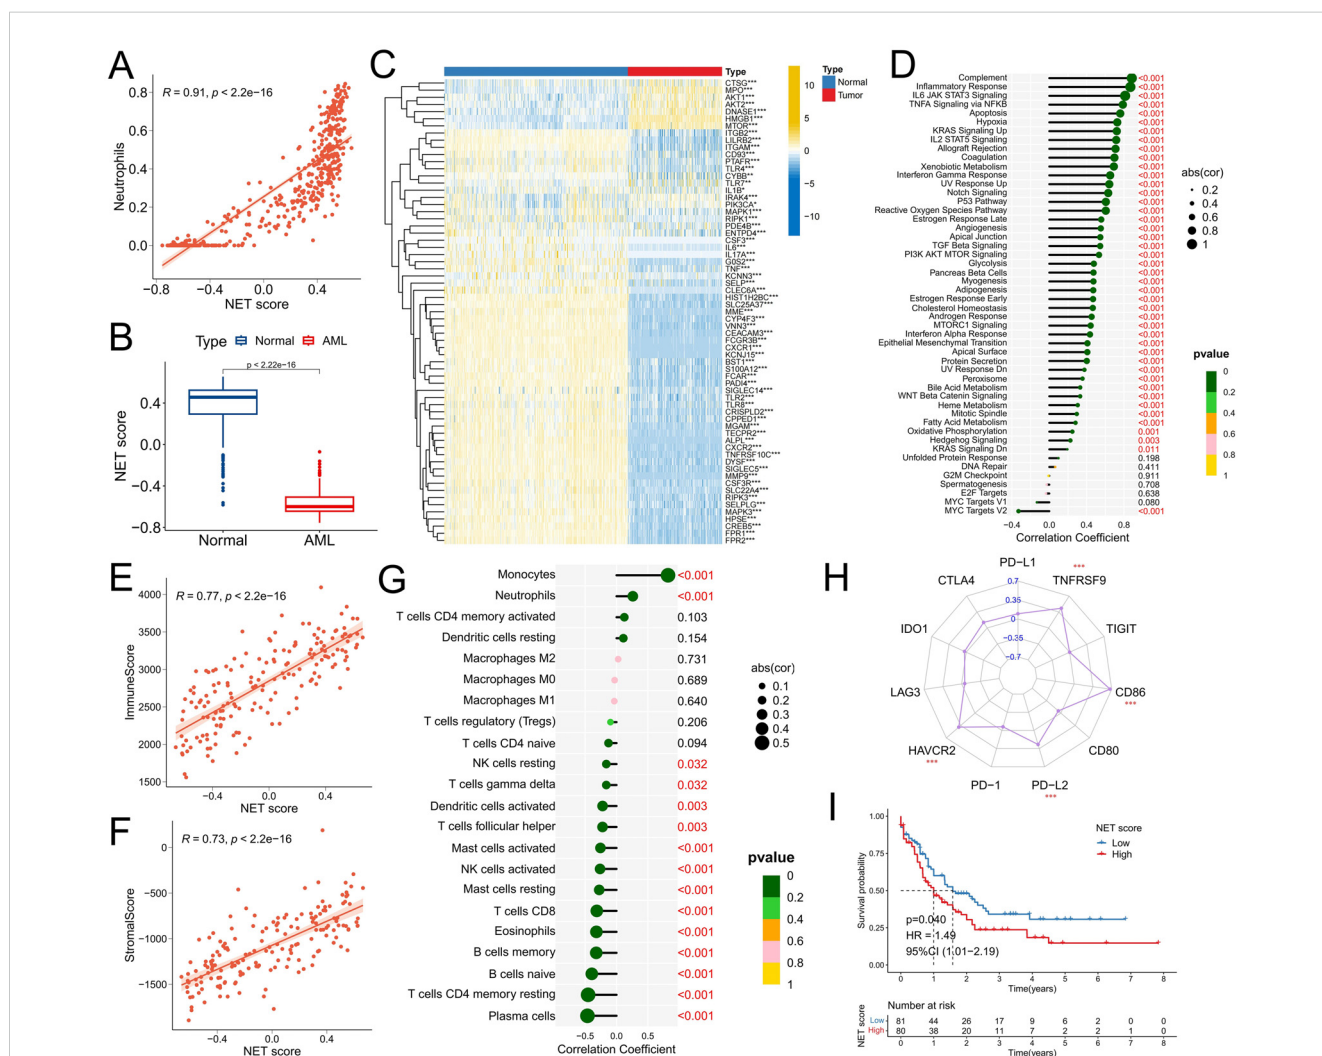 A
R = 0.91, p < 2.2e−16
Neutrophils
0.8
0.6
0.4
0.2
0.0
−0.8
−0.4
0.0
0.4
NET score
B
Type Normal AML
p < 2.22e−16
NET score
0.4
0.0
−0.4
−0.8
Normal
AML
C
Type
CTSG***
MPO***
AKT1***
AKT2***
DNASE1***
HMGB1***
MTOR***
ITGB2***
LILRB2***
ITGAM***
CD93***
PTAFR***
TLR4***
CYBB**
TLR7**
IL1B*
IRAK4***
PIK3CA*
MAPK1***
RIPK1***
PDE4B***
ENTPD4***
CSF3***
IL6***
IL17A***
G0S2***
TNF***
KCNN3***
SELP***
CLEC6A***
HIST1H2BC***
SLC25A37***
MME***
CYP4F3***
VNN3***
CEACAM3***
FCGR3B***
CXCR1***
KCNJ15***
BST1***
S100A12***
FCAR***
PADI4***
SIGLEC14***
TLR2***
TLR8***
CRISPLD2***
CPPED1***
MGAM***
TECPR2***
ALPL***
CXCR2***
TNFRSF10C***
DYSF***
SIGLEC5***
MMP9***
CSF3R***
SLC22A4***
RIPK3***
SELPLG***
MAPK3***
HPSE***
CREB5***
FPR1***
FPR2***
10
5
0
−5
−10
Type
Normal
Tumor
D
Complement <0.001
Inflammatory Response <0.001
IL6 JAK STAT3 Signaling <0.001
TNFA Signaling via NFKB <0.001
Apoptosis <0.001
Hypoxia <0.001
KRAS Signaling Up <0.001
IL2 STAT5 Signaling <0.001
Allograft Rejection <0.001
Coagulation <0.001
Xenobiotic Metabolism <0.001
Interferon Gamma Response <0.001
UV Response Up <0.001
Notch Signaling <0.001
P53 Pathway <0.001
Reactive Oxygen Species Pathway <0.001
Estrogen Response Late <0.001
Angiogenesis <0.001
Apical Junction <0.001
TGF Beta Signaling <0.001
PI3K AKT MTOR Signaling <0.001
Glycolysis <0.001
Pancreas Beta Cells <0.001
Myogenesis <0.001
Adipogenesis <0.001
Estrogen Response Early <0.001
Cholesterol Homeostasis <0.001
Androgen Response <0.001
MTORC1 Signaling <0.001
Interferon Alpha Response <0.001
Epithelial Mesenchymal Transition <0.001
Apical Surface <0.001
Protein Secretion <0.001
UV Response Dn <0.001
Peroxisome <0.001
Bile Acid Metabolism <0.001
WNT Beta Catenin Signaling <0.001
Heme Metabolism <0.001
Mitotic Spindle <0.001
Fatty Acid Metabolism <0.001
Oxidative Phosphorylation 0.001
Hedgehog Signaling 0.003
KRAS Signaling Dn 0.011
Unfolded Protein Response 0.198
DNA Repair 0.411
G2M Checkpoint 0.911
Spermatogenesis 0.708
E2F Targets 0.638
MYC Targets V1 0.080
MYC Targets V2 <0.001
−0.4 0.0 0.4 0.8
Correlation Coefficient
abs(cor)
0.2
0.4
0.6
0.8
1
pvalue
0
0.2
0.4
0.6
0.8
1
E
R = 0.77, p < 2.2e−16
ImmuneScore
4000
3500
3000
2500
2000
1500
−0.4
0.0
0.4
NET score
F
R = 0.73, p < 2.2e−16
StromalScore
0
−500
−1000
−1500
−0.4
0.0
0.4
NET score
G
Monocytes <0.001
Neutrophils <0.001
T cells CD4 memory activated 0.103
Dendritic cells resting 0.154
Macrophages M2 0.731
Macrophages M0 0.689
Macrophages M1 0.640
T cells regulatory (Tregs) 0.206
T cells CD4 naive 0.094
NK cells resting 0.032
T cells gamma delta 0.032
Dendritic cells activated 0.003
T cells follicular helper 0.003
Mast cells activated <0.001
NK cells activated <0.001
Mast cells resting <0.001
T cells CD8 <0.001
Eosinophils <0.001
B cells memory <0.001
B cells naive <0.001
T cells CD4 memory resting <0.001
Plasma cells <0.001
−0.5 0.0 0.5
Correlation Coefficient
abs(cor)
0.1
0.2
0.3
0.4
0.5
pvalue
0
0.2
0.4
0.6
0.8
1
H
PD−L1
TNFRSF9
***
TIGIT
CD86
***
CD80
PD−L2
***
PD−1
HAVCR2
***
LAG3
IDO1
CTLA4
0.7
0.35
0
−0.35
−0.7
I
NET score
Low
High
Survival probability
1.00
0.75
0.50
0.25
0.00
p=0.040
HR = 1.49
95%CI (1.01−2.19)
0 1 2 3 4 5 6 7 8
Time(years)
Number at risk
NET score
Low 81 44 26 17 9 6 2 0 0
High 80 38 20 11 7 2 2 1 0
0 1 2 3 4 5 6 7 8
Time(years)